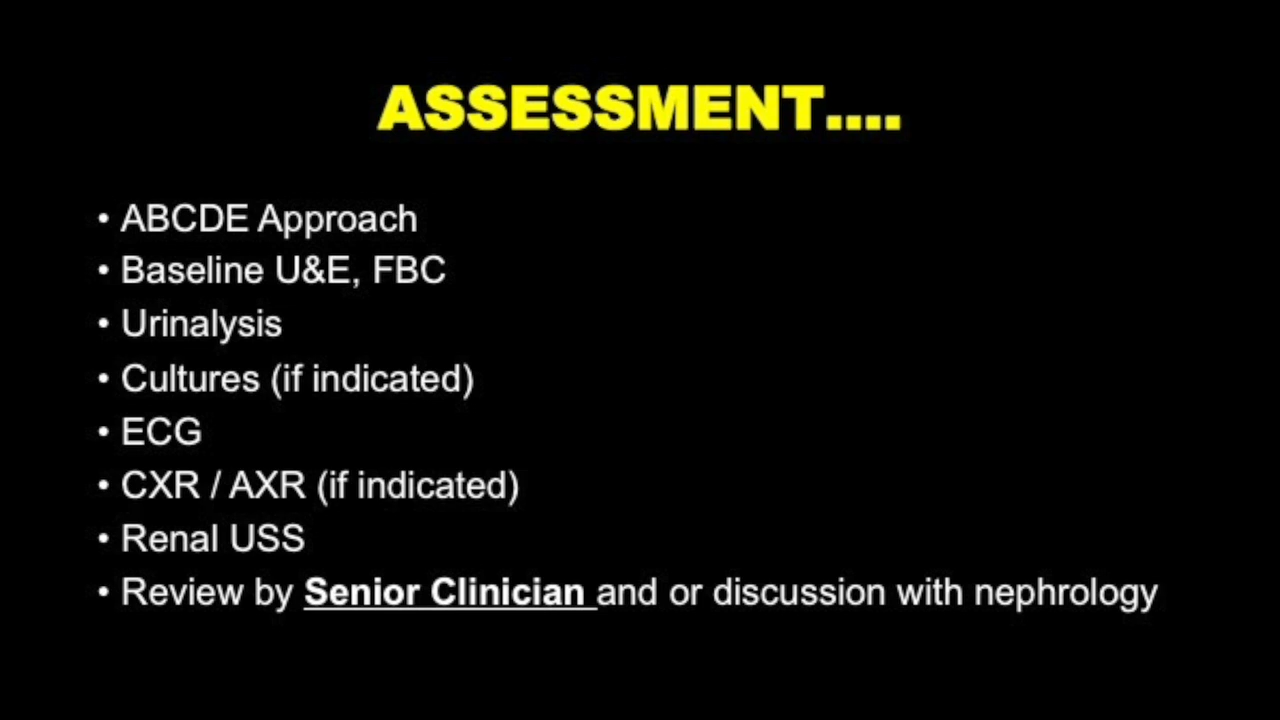 ASSESSMENT....
• ABCDE Approach
• Baseline U&E, FBC
• Urinalysis
• Cultures (if indicated)
• ECG
• CXR / AXR (if indicated)
• Renal USS
• Review by Senior Clinician and or discussion with nephrology